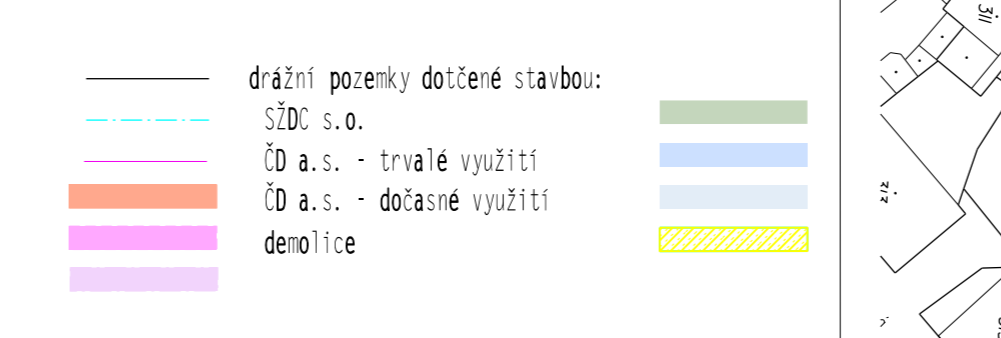 drážní pozemky dotčené stavbou:
SŽDC s.o.
ČD a.s. - trvalé využití
ČD a.s. - dočasné využití
demolice